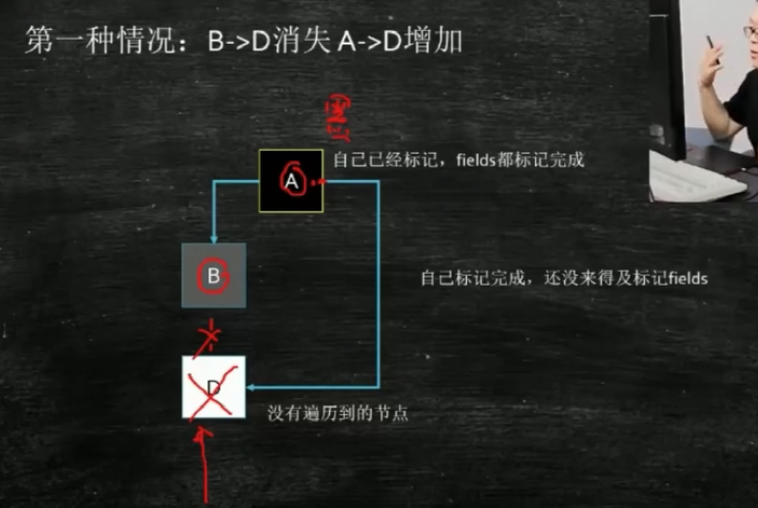 第一种情况：B->D消失 A->D增加
A
自己已经标记，fields都标记完成
B
自己标记完成，还没来得及标记fields
D
没有遍历到的节点